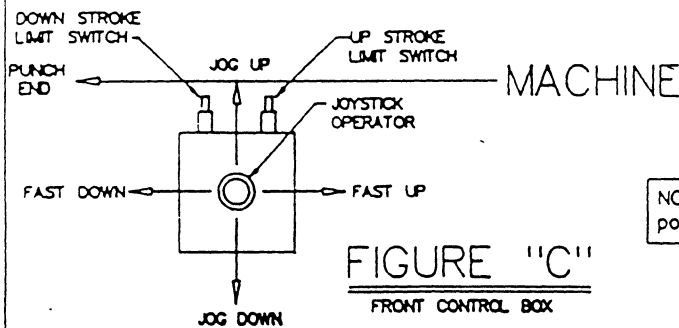 DOWN STROKE
LIMIT SWITCH
UP STROKE
LIMIT SWITCH
PUNCH
END
JOG UP
MACHINE
JOYSTICK
OPERATOR
FAST DOWN
FAST UP
JOG DOWN
FIGURE "C"
FRONT CONTROL BOX